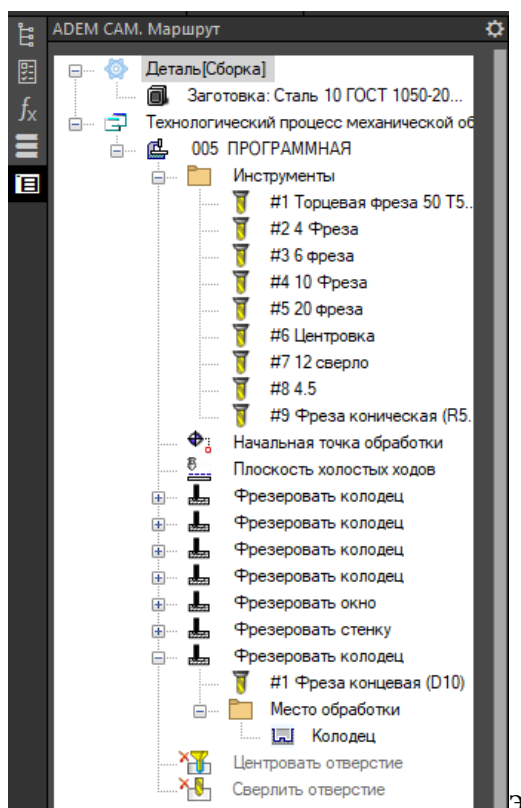 ADEM CAM. Маршрут
Деталь[Сборка]
Заготовка: Сталь 10 ГОСТ 1050-20...
Технологический процесс механической об
005 ПРОГРАММНАЯ
Инструменты
#1 Торцевая фреза 50 T5...
#2 4 Фреза
#3 6 фреза
#4 10 Фреза
#5 20 фреза
#6 Центровка
#7 12 сверло
#8 4.5
#9 Фреза коническая (R5.
Начальная точка обработки
Плоскость холостых ходов
Фрезеровать колодец
Фрезеровать колодец
Фрезеровать колодец
Фрезеровать колодец
Фрезеровать окно
Фрезеровать стенку
Фрезеровать колодец
#1 Фреза концевая (D10)
Место обработки
Колодец
Центровать отверстие
Сверлить отверстие